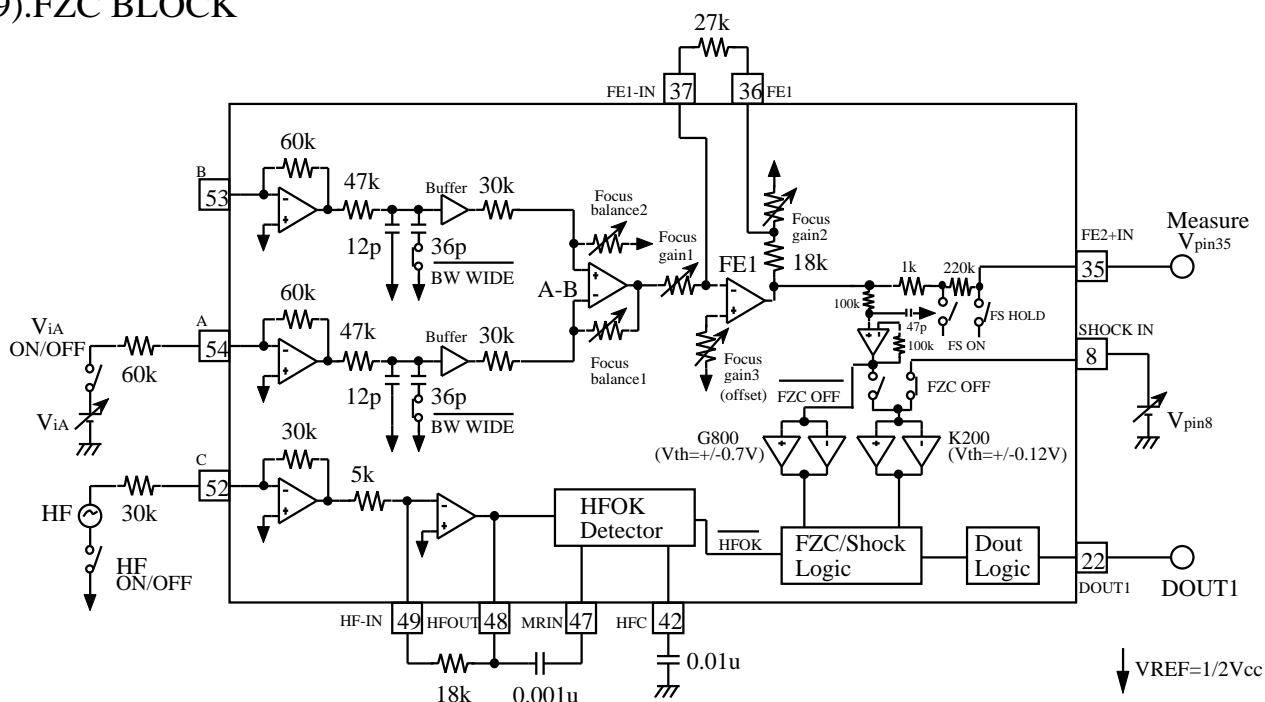 9).FZC BLOCK
27k
FE1-IN 37 36 FE1
60k
B
53
47k
Buffer
30k
12p
36p
BW WIDE
Focus
balance2
Focus
gain1
A-B
FE1
Focus
gain2
18k
Measure
Vpin35
FE2+IN
35
1k
220k
100k
47p
100k
FS HOLD
FS ON
60k
A
54
ViA
ON/OFF
60k
ViA
47k
Buffer
30k
12p
36p
BW WIDE
Focus
balance1
Focus
gain3
(offset)
SHOCK IN
8
FZC OFF
FZC OFF
Vpin8
G800
(Vth=+/-0.7V)
K200
(Vth=+/-0.12V)
30k
C
52
30k
HF
HF
ON/OFF
5k
HFOK
Detector
HFOK
FZC/Shock
Logic
Dout
Logic
22
DOUT1
DOUT1
HF-IN 49 HFOUT 48 MRIN 47 HFC 42
18k
0.001u
0.01u
VREF=1/2Vcc